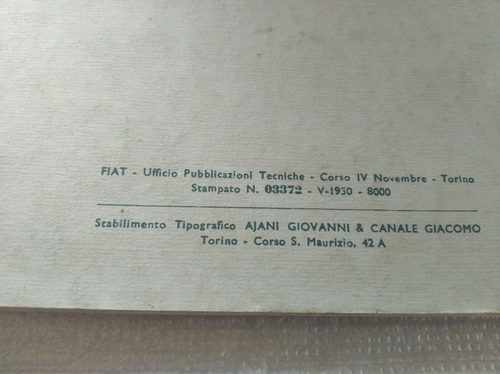 FIAT - Ufficio Pubblicazioni Tecniche - Corso IV Novembre - Torino
Stampato N. 03372 - V-1950 - 8000
Stabilimento Tipografico AJANI GIOVANNI & CANALE GIACOMO
Torino - Corso S. Maurizio, 42 A